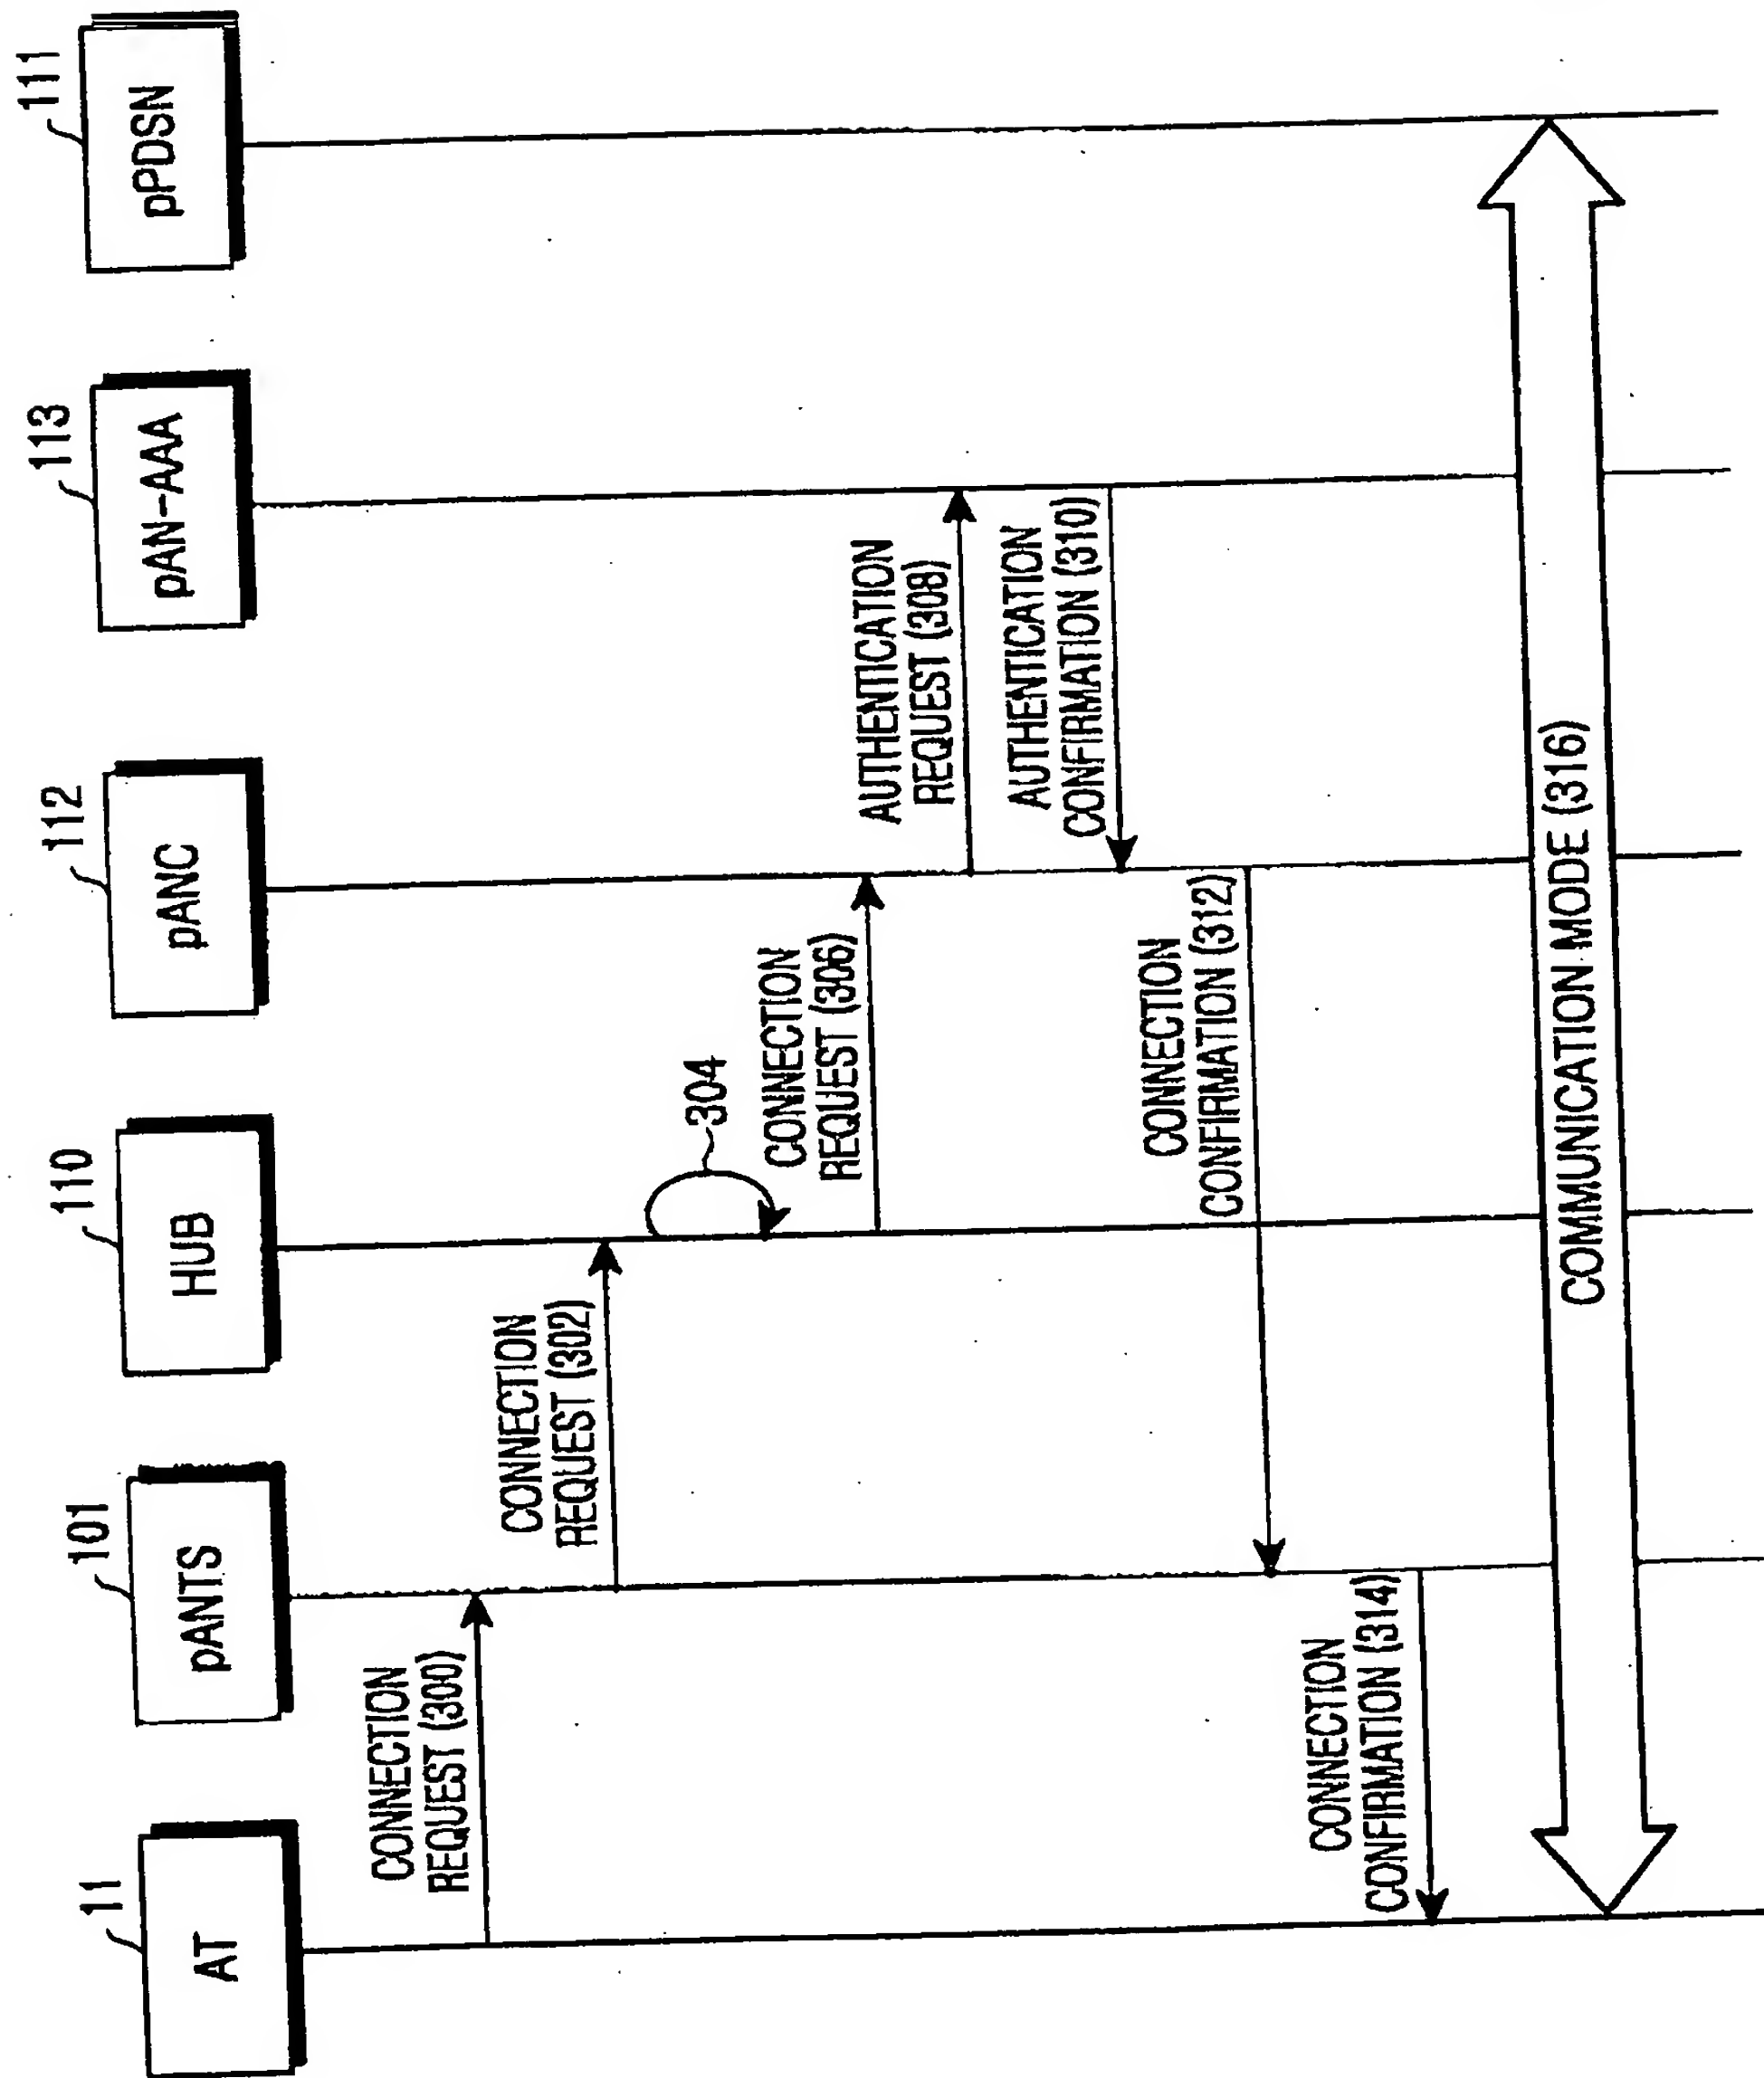 11
AT
101
pANTS
110
HUB
112
pANC
113
pAN-AAA
111
pPDSN
CONNECTION
REQUEST (300)
CONNECTION
REQUEST (302)
304
CONNECTION
REQUEST (306)
AUTHENTICATION
REQUEST (308)
AUTHENTICATION
CONFIRMATION (310)
CONNECTION
CONFIRMATION (312)
CONNECTION
CONFIRMATION (314)
COMMUNICATION MODE (316)